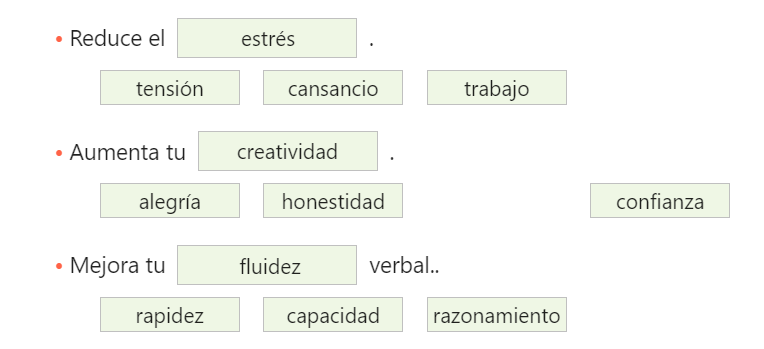 • Reduce el estrés .
tensión cansancio trabajo
• Aumenta tu creatividad .
alegría honestidad confianza
• Mejora tu fluidez verbal..
rapidez capacidad razonamiento